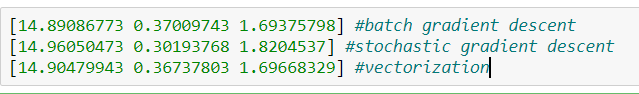 [14.89086773 0.37009743 1.69375798] #batch gradient descent
[14.96050473 0.30193768 1.8204537] #stochastic gradient descent
[14.90479943 0.36737803 1.69668329] #vectorization